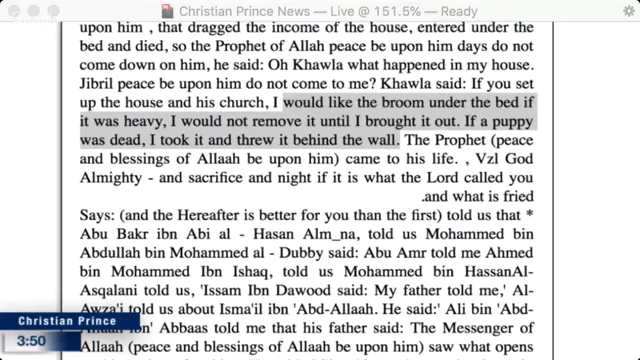 Christian Prince News — Live @ 151.5% — Ready
upon him , that dragged the income of the house, entered under the
bed and died, so the Prophet of Allah peace be upon him days do not
come down on him, he said: Oh Khawla what happened in my house.
Jibril peace be upon him do not come to me? Khawla said: If you set
up the house and his church, I would like the broom under the bed if
it was heavy, I would not remove it until I brought it out. If a puppy
was dead, I took it and threw it behind the wall. The Prophet (peace
and blessings of Allaah be upon him) came to his life. , Vzl God
Almighty - and sacrifice and night if it is what the Lord called you
.and what is fried
Says: (and the Hereafter is better for you than the first) told us that *
Abu Bakr ibn Abi al - Hasan Alm_na, told us Mohammed bin
Abdullah bin Mohammed al - Dubby said: Abu Amr told me Ahmed
bin Mohammed Ibn Ishaq, told us Mohammed bin HassanAl-
Asqalani told us, 'Issam Ibn Dawood said: My father told me,' Al-
Awza'i told us about Isma'il ibn 'Abd-Allaah. He said:' Ali bin 'Abd-
ibn' Abbaas told me that his father said: The Messenger of
Allah (peace and blessings of Allaah be upon him) saw what opens
Christian Prince
3:50